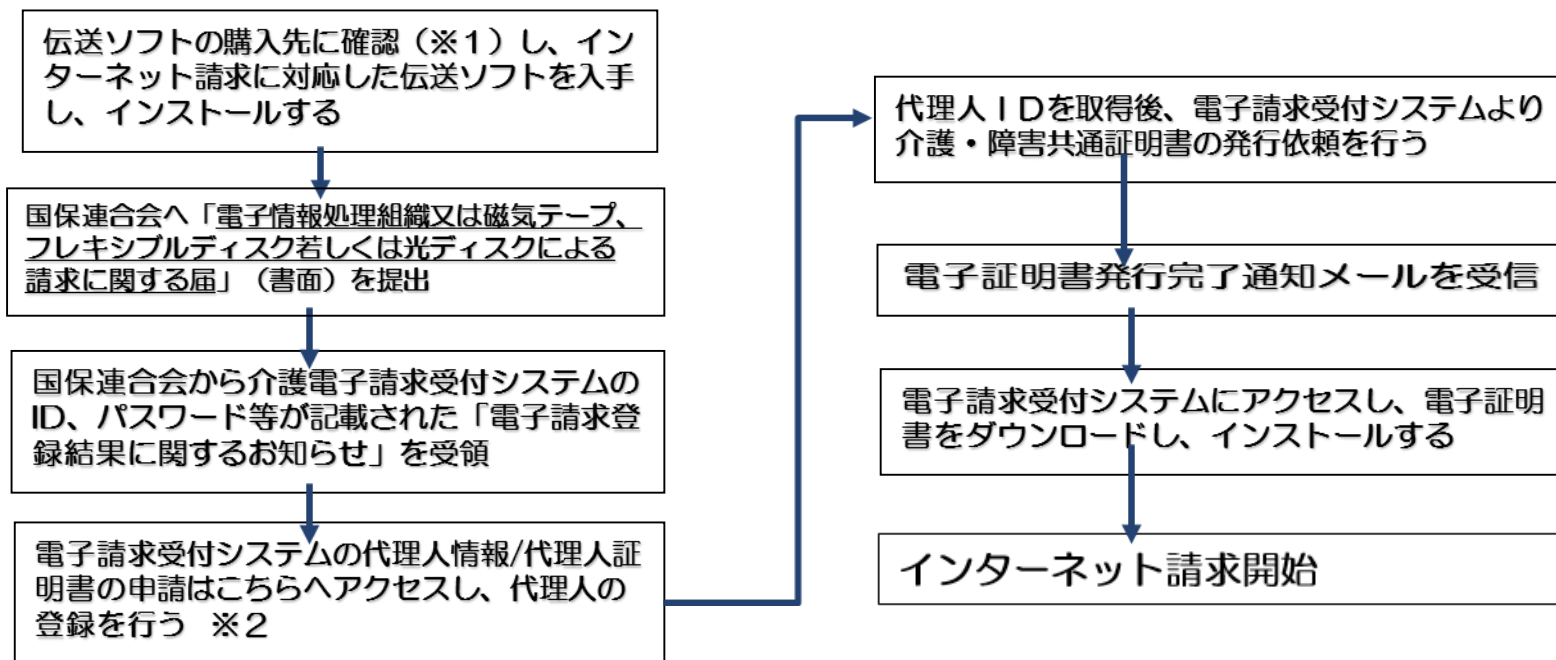 伝送ソフトの購入先に確認（※１）し、イン
ターネット請求に対応した伝送ソフトを入手
し、インストールする
国保連合会へ「電子情報処理組織又は磁気テープ、
フレキシブルディスク若しくは光ディスクによる
請求に関する届」（書面）を提出
国保連合会から介護電子請求受付システムの
ID、パスワード等が記載された「電子請求登
録結果に関するお知らせ」を受領
電子請求受付システムの代理人情報/代理人証
明書の申請はこちらへアクセスし、代理人の
登録を行う ※２
代理人ＩＤを取得後、電子請求受付システムより
介護・障害共通証明書の発行依頼を行う
電子証明書発行完了通知メールを受信
電子請求受付システムにアクセスし、電子証明
書をダウンロードし、インストールする
インターネット請求開始